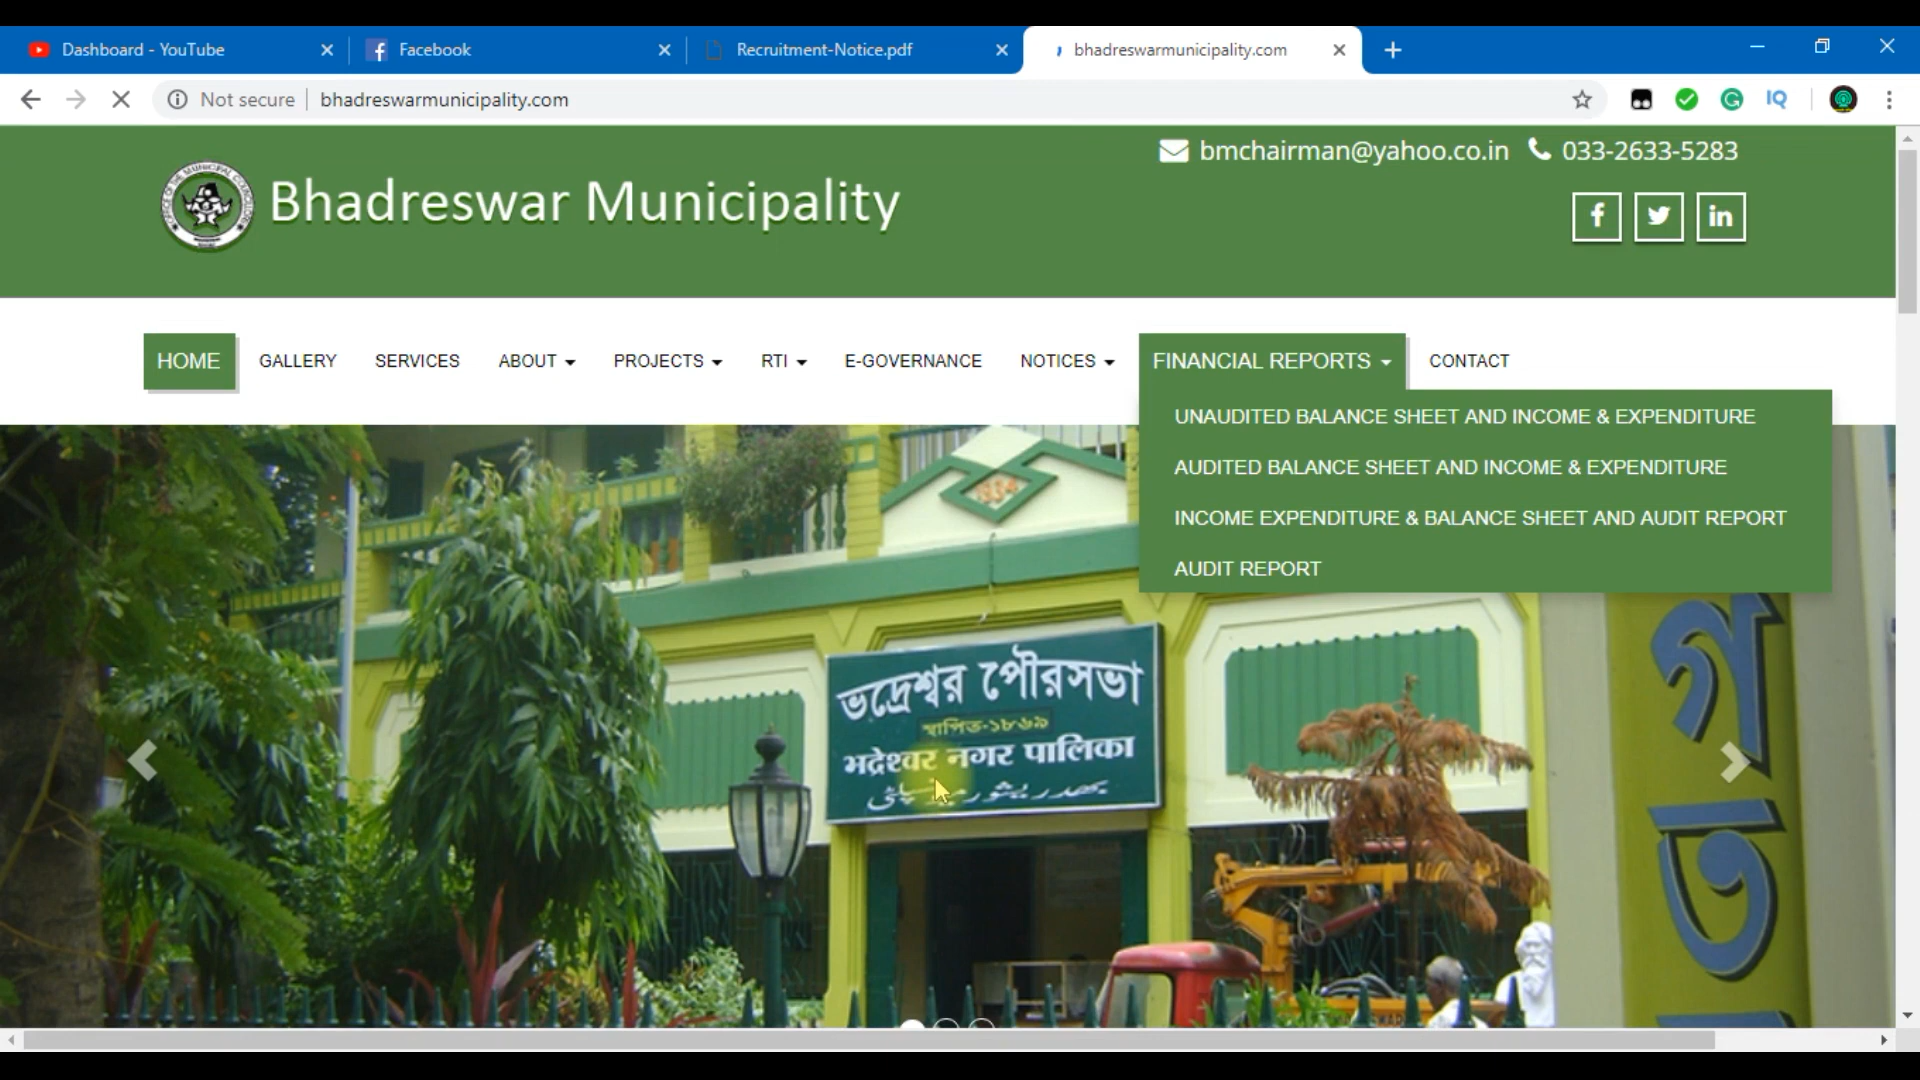 Dashboard - YouTube
Facebook
Recruitment-Notice.pdf
bhadreswarmunicipality.com
Not secure
bhadreswarmunicipality.com
IQ
bmchairman@yahoo.co.in
033-2633-5283
Bhadreswar Municipality
HOME
GALLERY
SERVICES
ABOUT
PROJECTS
RTI
E-GOVERNANCE
NOTICES
FINANCIAL REPORTS
CONTACT
UNAUDITED BALANCE SHEET AND INCOME & EXPENDITURE
AUDITED BALANCE SHEET AND INCOME & EXPENDITURE
INCOME EXPENDITURE & BALANCE SHEET AND AUDIT REPORT
AUDIT REPORT
ভদ্রেশ্বর পৌরসভা
স্থাপিত-১৮৬৯
भद्रेश्वर नगर पालिका